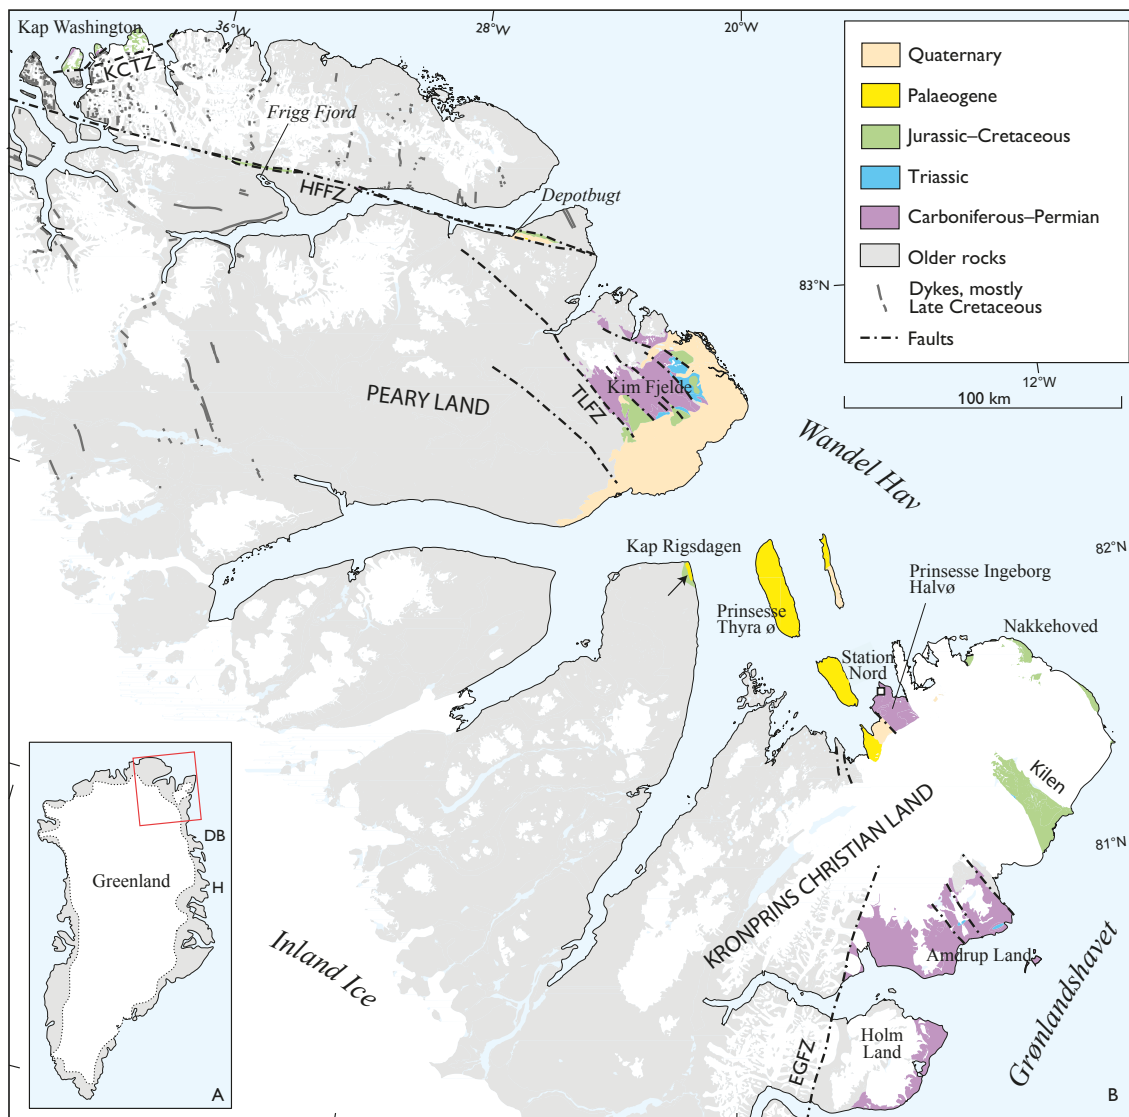 Kap Washington
36°W
28°W
20°W
KCTZ
Frigg Fjord
HFFZ
Depotbugt
Quaternary
Palaeogene
Jurassic–Cretaceous
Triassic
Carboniferous–Permian
Older rocks
Dykes, mostly
Late Cretaceous
Faults
83°N
12°W
100 km
PEARY LAND
TLFZ
Kim Fjelde
Wandel Hav
82°N
Kap Rigsdagen
Prinsesse Ingeborg
Halvø
Prinsesse
Thyra ø
Nakkehoved
Station
Nord
Kilen
81°N
KRONPRINS CHRISTIAN LAND
Amdrup Land
Inland Ice
Grønlandshavet
Holm
Land
EGFZ
Greenland
DB
H
A
B